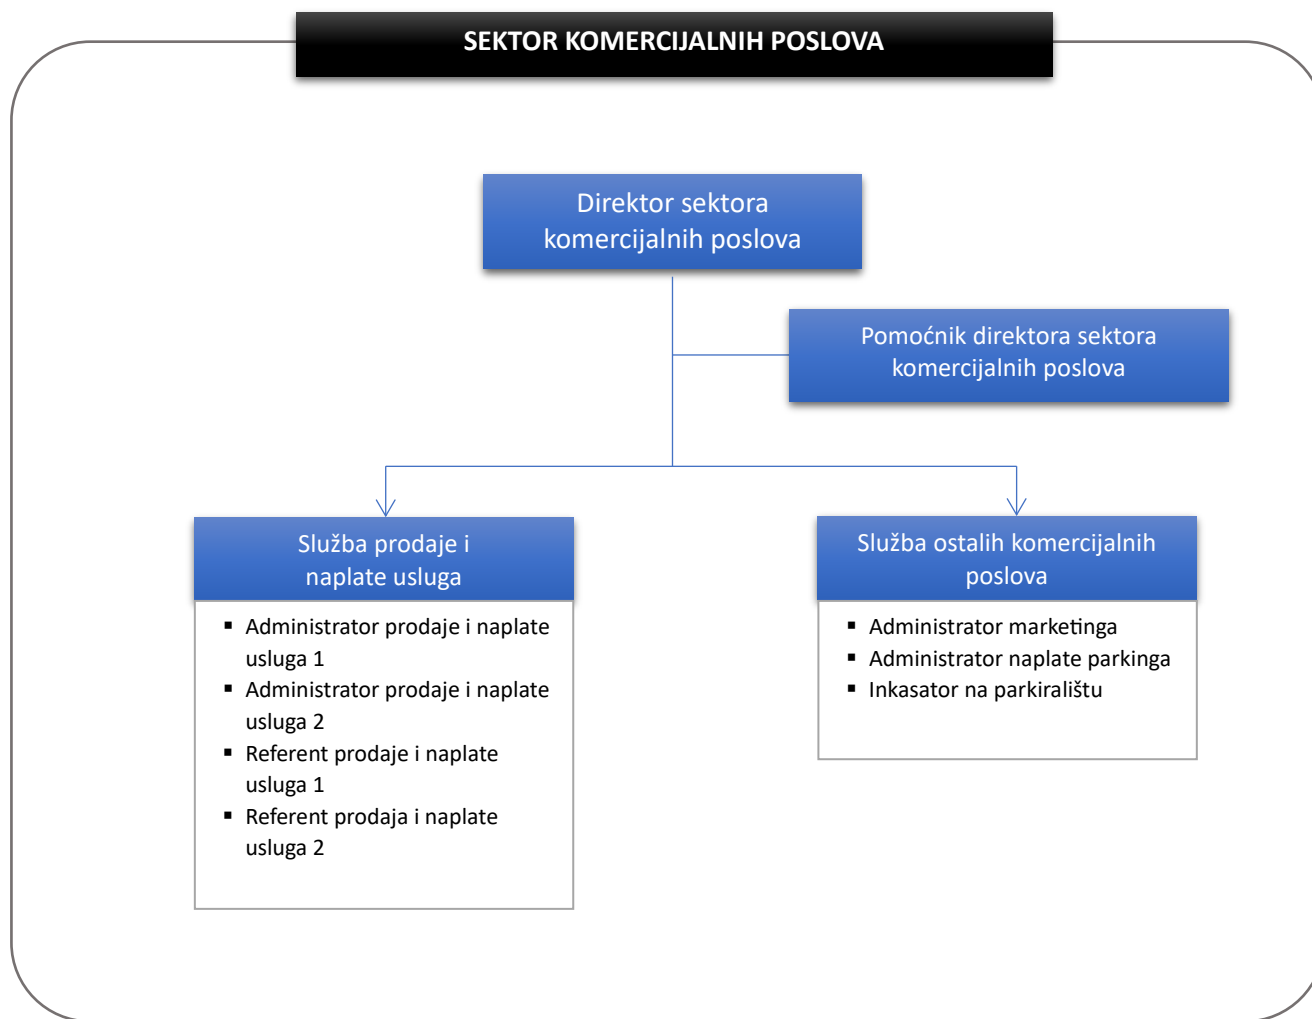 SEKTOR KOMERCIJALNIH POSLOVA
Direktor sektora
komercijalnih poslova
Pomoćnik direktora sektora
komercijalnih poslova
Služba prodaje i
naplate usluga
▪ Administrator prodaje i naplate
usluga 1
▪ Administrator prodaje i naplate
usluga 2
▪ Referent prodaje i naplate
usluga 1
▪ Referent prodaja i naplate
usluga 2
Služba ostalih komercijalnih
poslova
▪ Administrator marketinga
▪ Administrator naplate parkinga
▪ Inkasator na parkiralištu